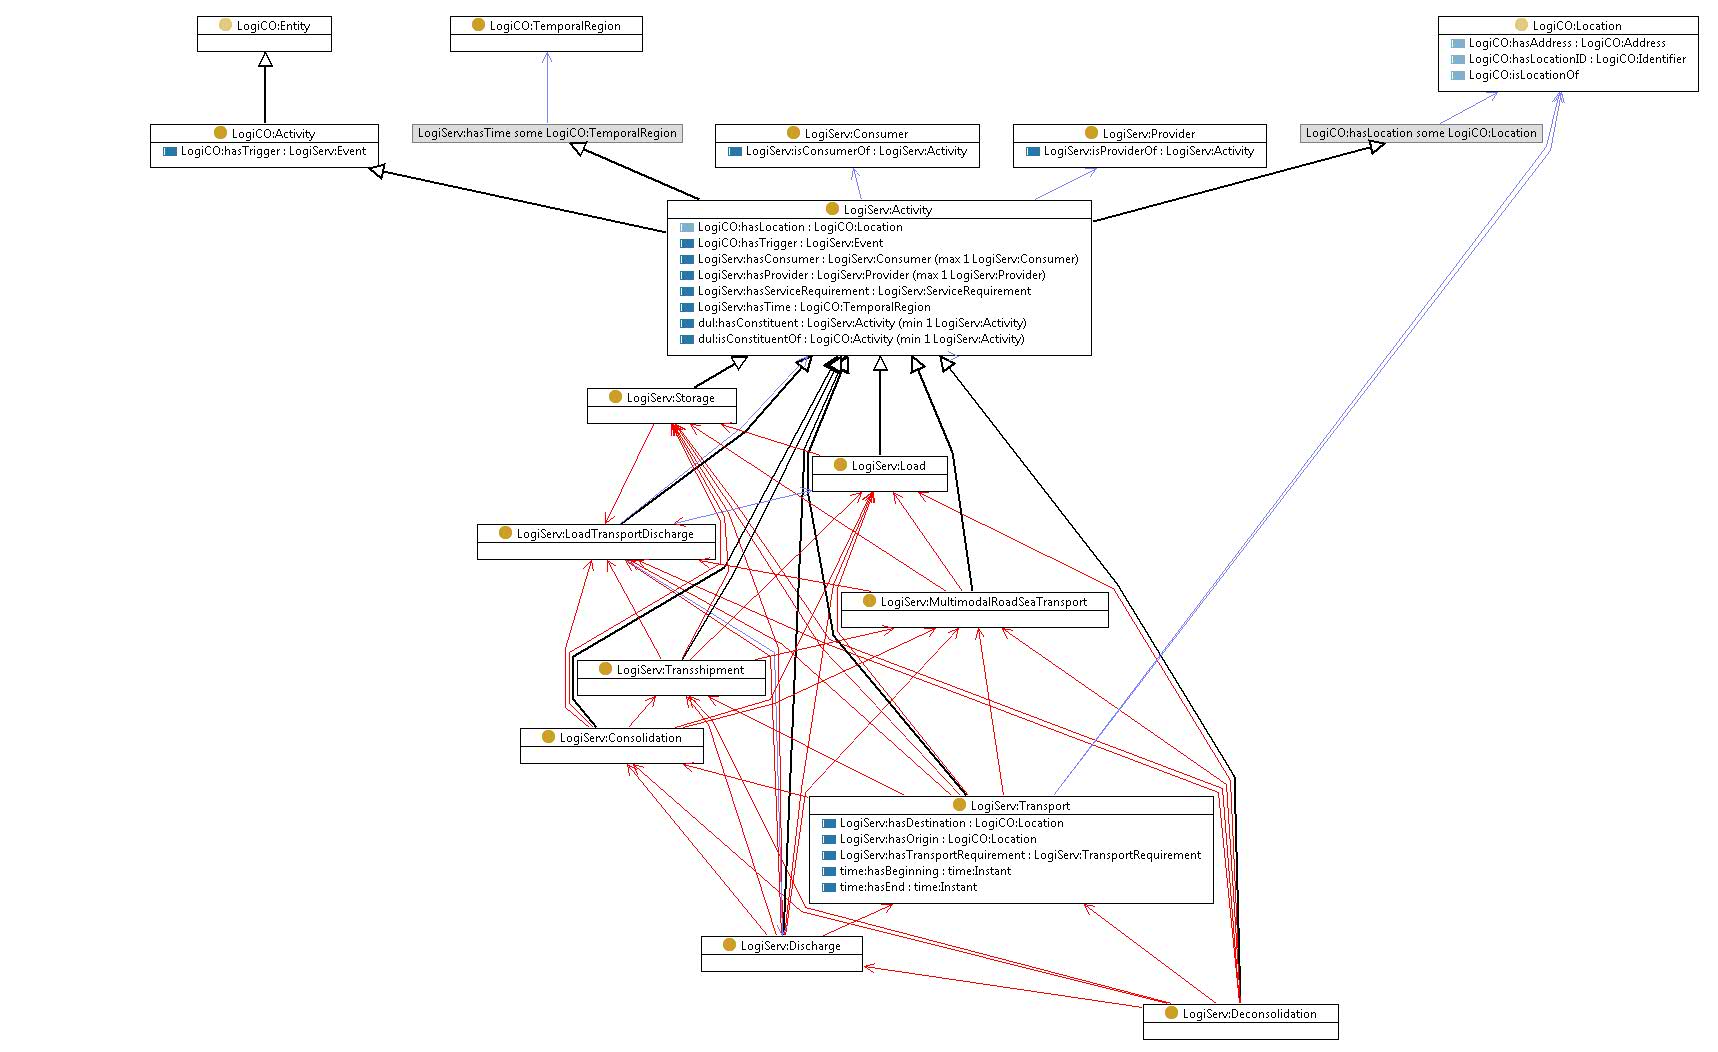 LogiCO:Entity
LogiCO:TemporalRegion
LogiCO:Location
LogiCO:hasAddress : LogiCO:Address
LogiCO:hasLocationID : LogiCO:Identifier
LogiCO:isLocationOf
LogiCO:Activity
LogiCO:hasTrigger : LogiServ:Event
LogiServ:hasTime some LogiCO:TemporalRegion
LogiServ:Consumer
LogiServ:isConsumerOf : LogiServ:Activity
LogiServ:Provider
LogiServ:isProviderOf : LogiServ:Activity
LogiCO:hasLocation some LogiCO:Location
LogiServ:Activity
LogiCO:hasLocation : LogiCO:Location
LogiCO:hasTrigger : LogiServ:Event
LogiServ:hasConsumer : LogiServ:Consumer (max 1 LogiServ:Consumer)
LogiServ:hasProvider : LogiServ:Provider (max 1 LogiServ:Provider)
LogiServ:hasServiceRequirement : LogiServ:ServiceRequirement
LogiServ:hasTime : LogiCO:TemporalRegion
dul:hasConstituent : LogiServ:Activity (min 1 LogiServ:Activity)
dul:isConstituentOf : LogiCO:Activity (min 1 LogiServ:Activity)
LogiServ:Storage
LogiServ:Load
LogiServ:LoadTransportDischarge
LogiServ:MultimodalRoadSeaTransport
LogiServ:Transshipment
LogiServ:Consolidation
LogiServ:Transport
LogiServ:hasDestination : LogiCO:Location
LogiServ:hasOrigin : LogiCO:Location
LogiServ:hasTransportRequirement : LogiServ:TransportRequirement
time:hasBeginning : time:Instant
time:hasEnd : time:Instant
LogiServ:Discharge
LogiServ:Deconsolidation